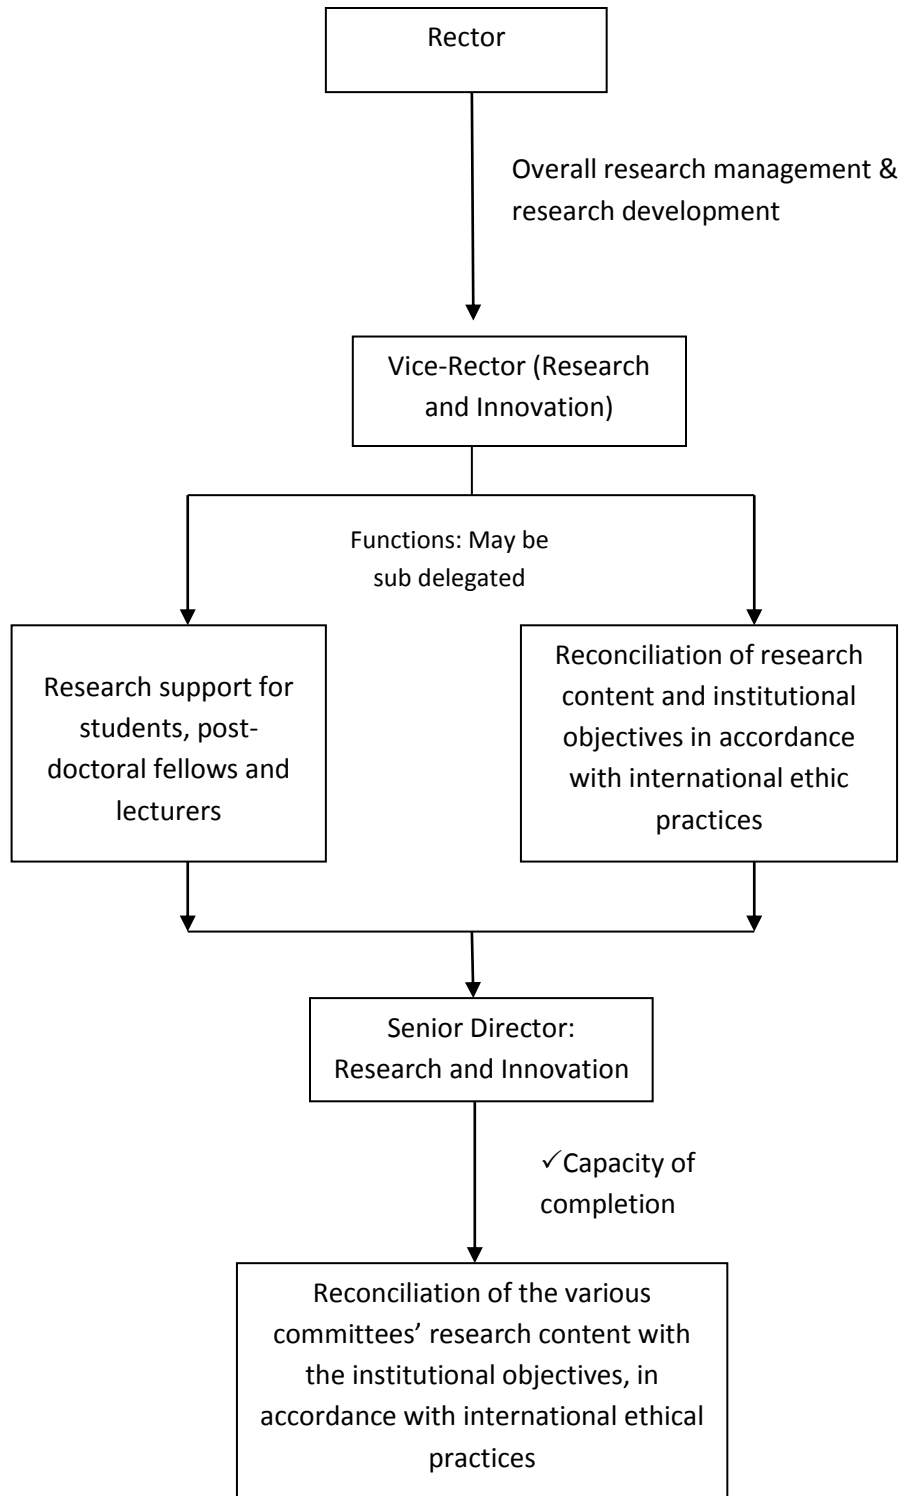 Rector
Overall research management &
research development
Vice-Rector (Research
and Innovation)
Functions: May be
sub delegated
Research support for
students, post-
doctoral fellows and
lecturers
Reconciliation of research
content and institutional
objectives in accordance
with international ethic
practices
Senior Director:
Research and Innovation
✓Capacity of
completion
Reconciliation of the various
committees’ research content with
the institutional objectives, in
accordance with international ethical
practices